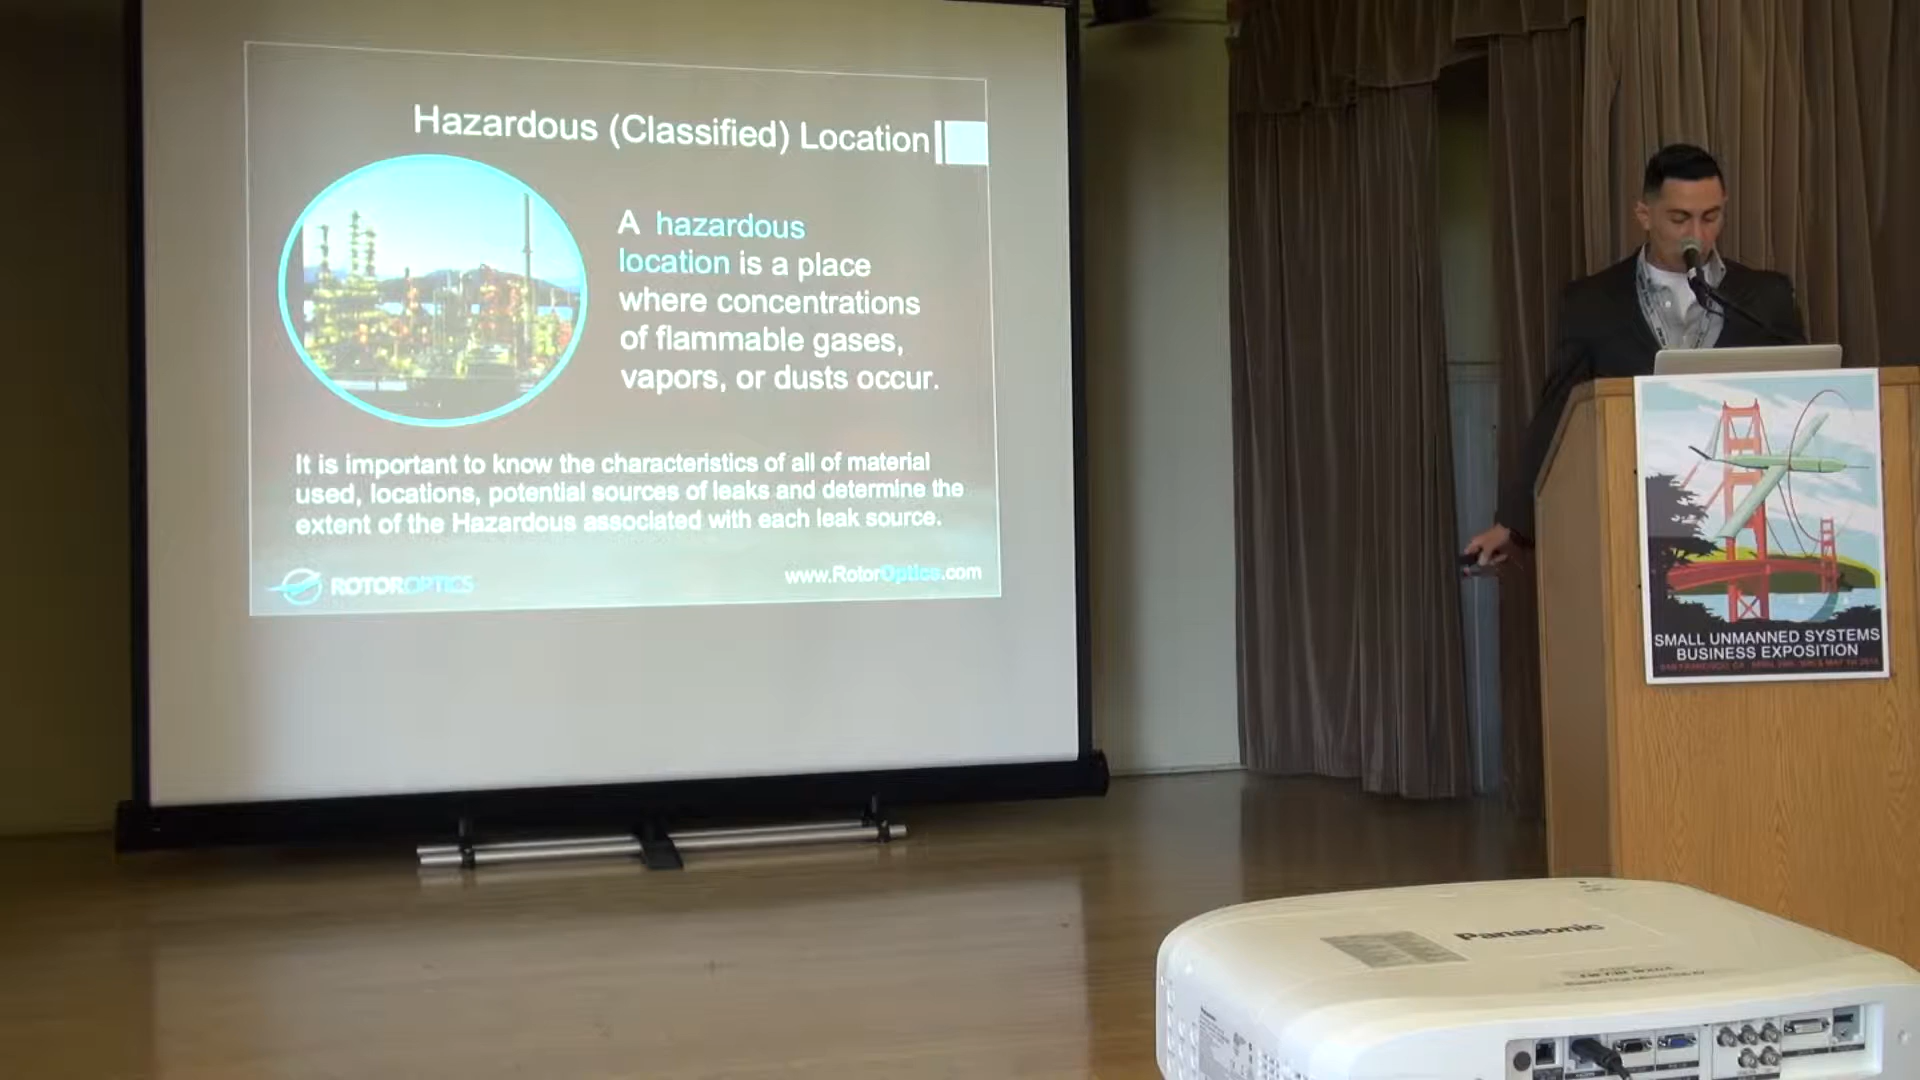 Hazardous (Classified) Location
A hazardous
location is a place
where concentrations
of flammable gases,
vapors, or dusts occur.
It is important to know the characteristics of all of material
used, locations, potential sources of leaks and determine the
extent of the Hazardous associated with each leak source.
ROTOROPTICS
www.RotorOptics.com
SMALL UNMANNED SYSTEMS
BUSINESS EXPOSITION
Panasonic